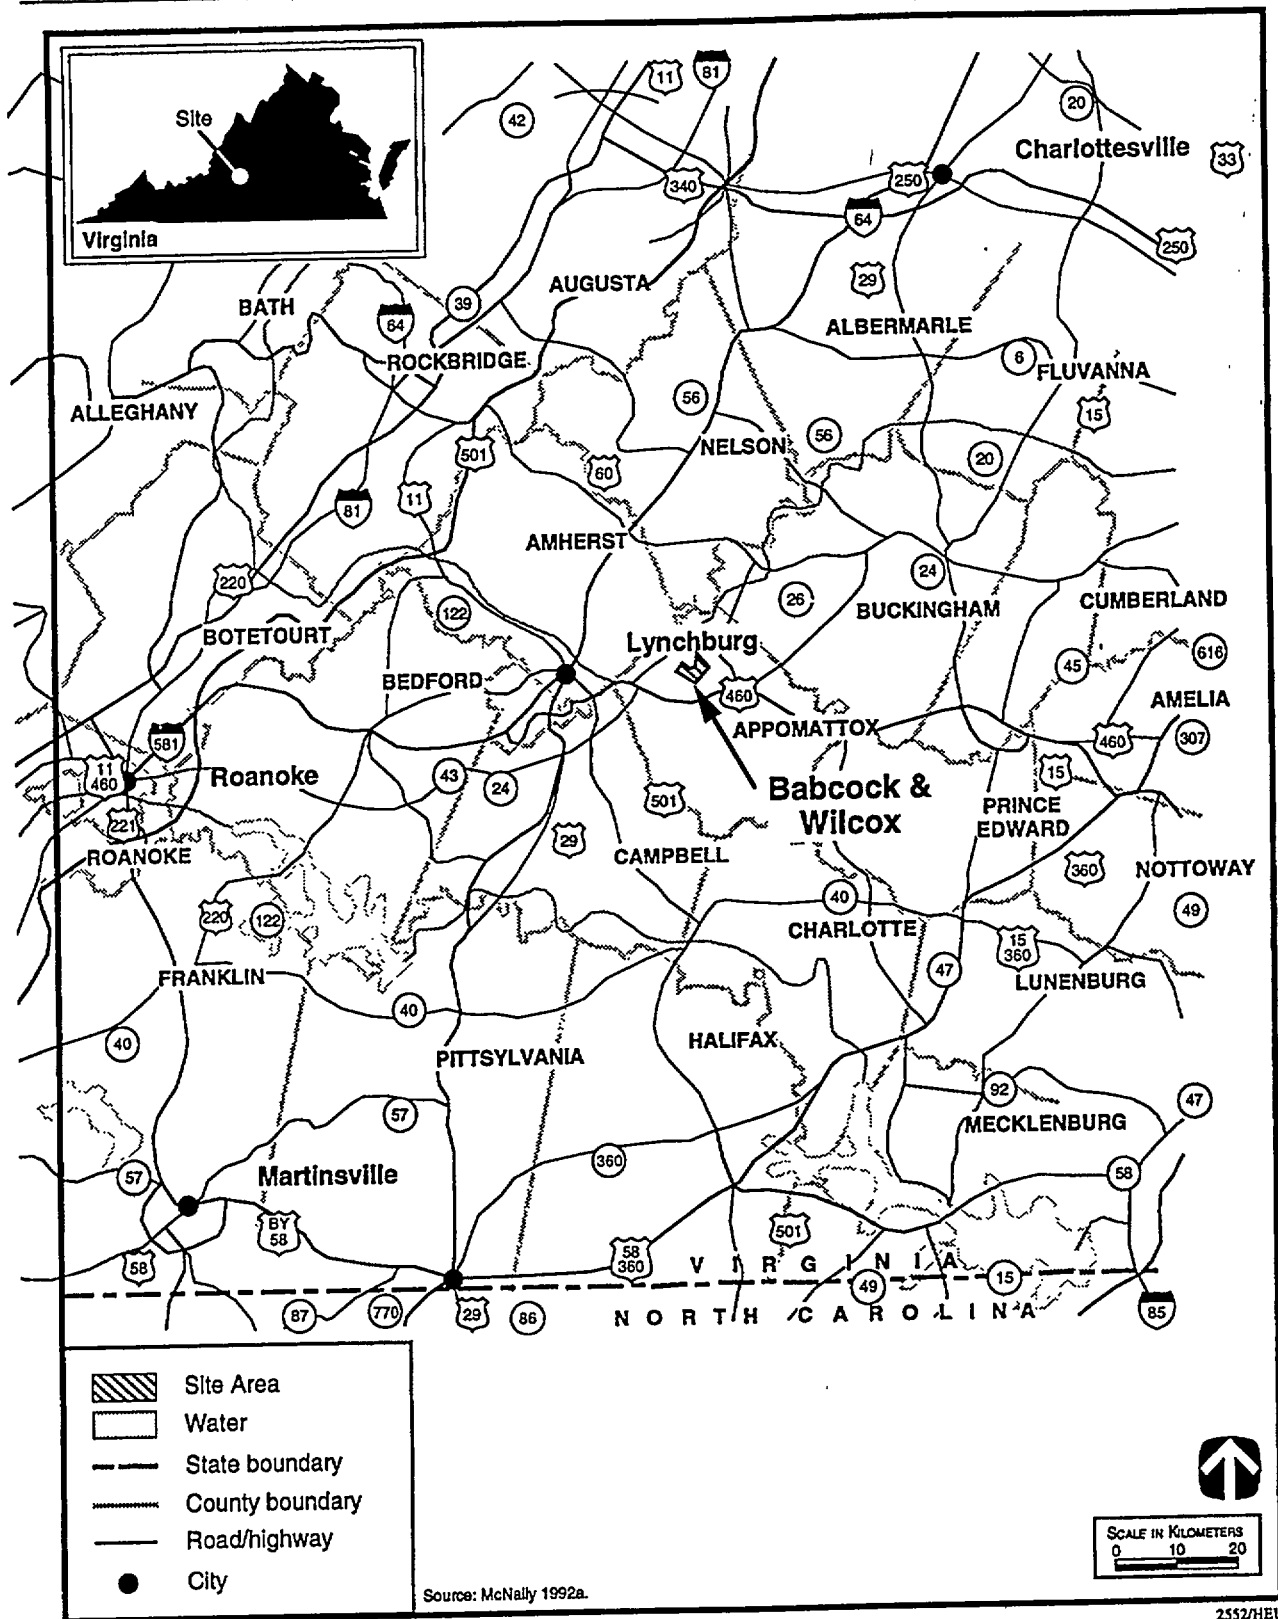 Site
Virginia
11
81
42
20
Charlottesville
33
340
250
64
250
29
AUGUSTA
BATH
39
64
ALBERMARLE
ROCKBRIDGE
6
FLUVANNA
ALLEGHANY
56
15
56
NELSON
501
60
20
11
81
AMHERST
220
24
122
26
BUCKINGHAM
CUMBERLAND
BOTETOURT
Lynchburg
616
45
BEDFORD
460
AMELIA
APPOMATTOX
581
460
307
11
460
Roanoke
43
24
15
501
Babcock &
Wilcox
PRINCE
EDWARD
221
29
ROANOKE
CAMPBELL
360
NOTTOWAY
40
49
220
122
CHARLOTTE
15
360
47
FRANKLIN
LUNENBURG
40
40
HALIFAX
PITTSYLVANIA
92
47
57
MECKLENBURG
360
57
Martinsville
58
BY
58
501
58
58
360
VIRGINIA
49
15
87
770
29
86
NORTH CAROLINA
85
Site Area
Water
State boundary
County boundary
Road/highway
City
SCALE IN KILOMETERS
0 10 20
Source: McNally 1992a.
2552/HE1